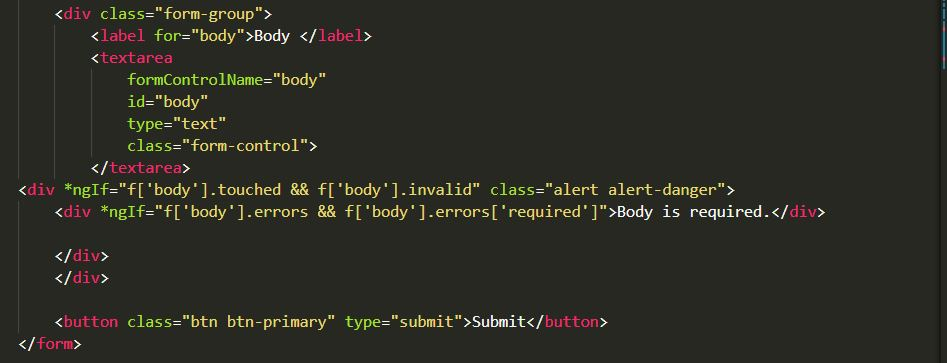 <div class="form-group">
<label for="body">Body </label>
<textarea
formControlName="body"
id="body"
type="text"
class="form-control">
</textarea>
<div *ngIf="f['body'].touched && f['body'].invalid" class="alert alert-danger">
<div *ngIf="f['body'].errors && f['body'].errors['required']">Body is required.</div>
</div>
</div>
<button class="btn btn-primary" type="submit">Submit</button>
</form>